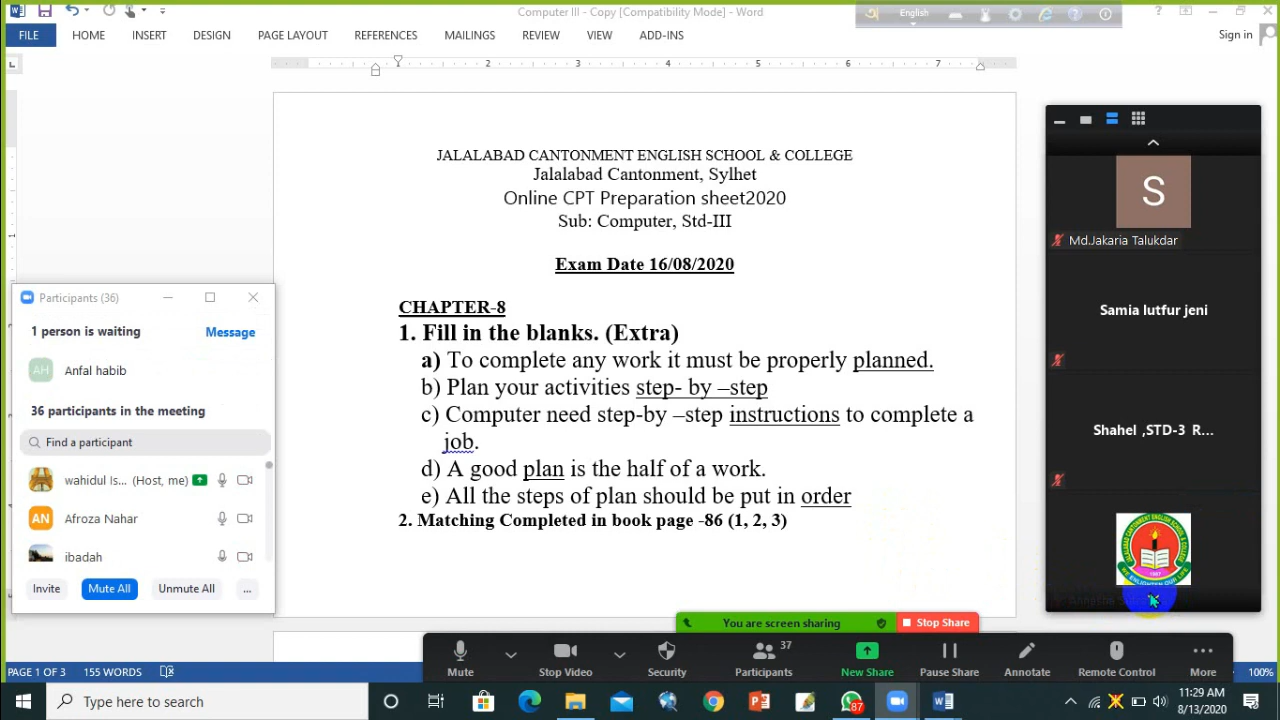 Computer III - Copy [Compatibility Mode] - Word
English
FILE HOME INSERT DESIGN PAGE LAYOUT REFERENCES MAILINGS REVIEW VIEW ADD-INS Sign in
2 3 4 5 6 7
JALALABAD CANTONMENT ENGLISH SCHOOL & COLLEGE
Jalalabad Cantonment, Sylhet
Online CPT Preparation sheet2020
Sub: Computer, Std-III
Exam Date 16/08/2020
CHAPTER-8
1. Fill in the blanks. (Extra)
a) To complete any work it must be properly planned.
b) Plan your activities step- by –step
c) Computer need step-by –step instructions to complete a
job.
d) A good plan is the half of a work.
e) All the steps of plan should be put in order
2. Matching Completed in book page -86 (1, 2, 3)
Participants (36)
1 person is waiting Message
AH Anfal habib
36 participants in the meeting
Find a participant
wahidul Is... (Host, me)
AN Afroza Nahar
ibadah
Invite Mute All Unmute All ...
S
Md.Jakaria Talukdar
Samia lutfur jeni
Shahel ,STD-3 R...
You are screen sharing Stop Share
Mute Stop Video Security Participants 37 New Share Pause Share Annotate Remote Control More
PAGE 1 OF 3 155 WORDS 100%
Type here to search
87
11:29 AM
8/13/2020